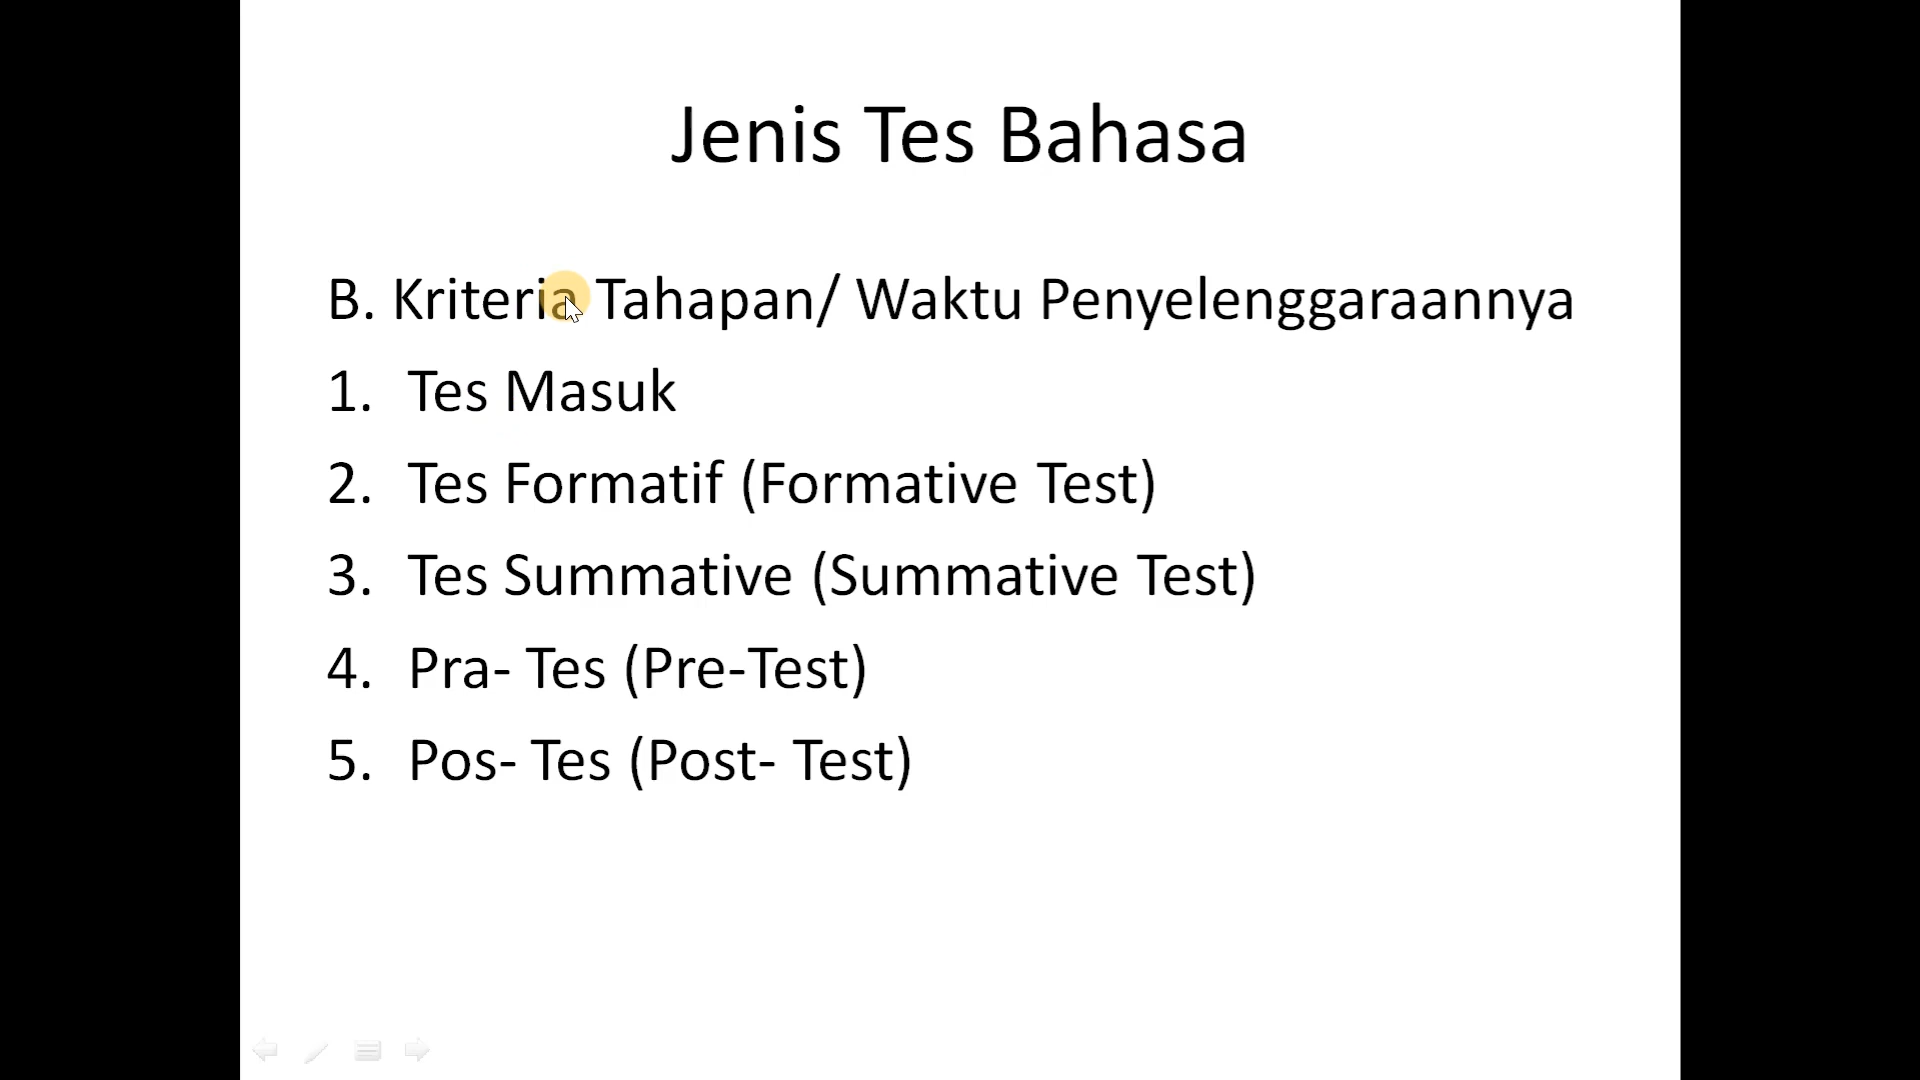 Jenis Tes Bahasa
B. Kriteria Tahapan/ Waktu Penyelenggaraannya
1. Tes Masuk
2. Tes Formatif (Formative Test)
3. Tes Summative (Summative Test)
4. Pra- Tes (Pre-Test)
5. Pos- Tes (Post- Test)